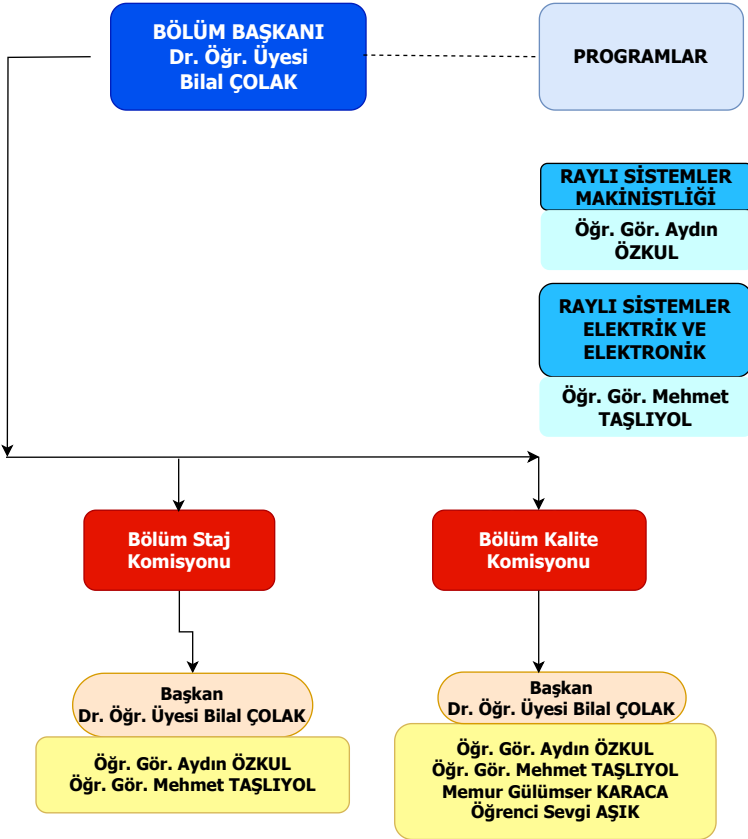 BÖLÜM BAŞKANI
Dr. Öğr. Üyesi
Bilal ÇOLAK
PROGRAMLAR
RAYLI SİSTEMLER
MAKİNİSTLİĞİ
Öğr. Gör. Aydın
ÖZKUL
RAYLI SİSTEMLER
ELEKTRİK VE
ELEKTRONİK
Öğr. Gör. Mehmet
TAŞLIYOL
Bölüm Staj
Komisyonu
Bölüm Kalite
Komisyonu
Başkan
Dr. Öğr. Üyesi Bilal ÇOLAK
Öğr. Gör. Aydın ÖZKUL
Öğr. Gör. Mehmet TAŞLIYOL
Başkan
Dr. Öğr. Üyesi Bilal ÇOLAK
Öğr. Gör. Aydın ÖZKUL
Öğr. Gör. Mehmet TAŞLIYOL
Memur Gülümser KARACA
Öğrenci Sevgi AŞIK